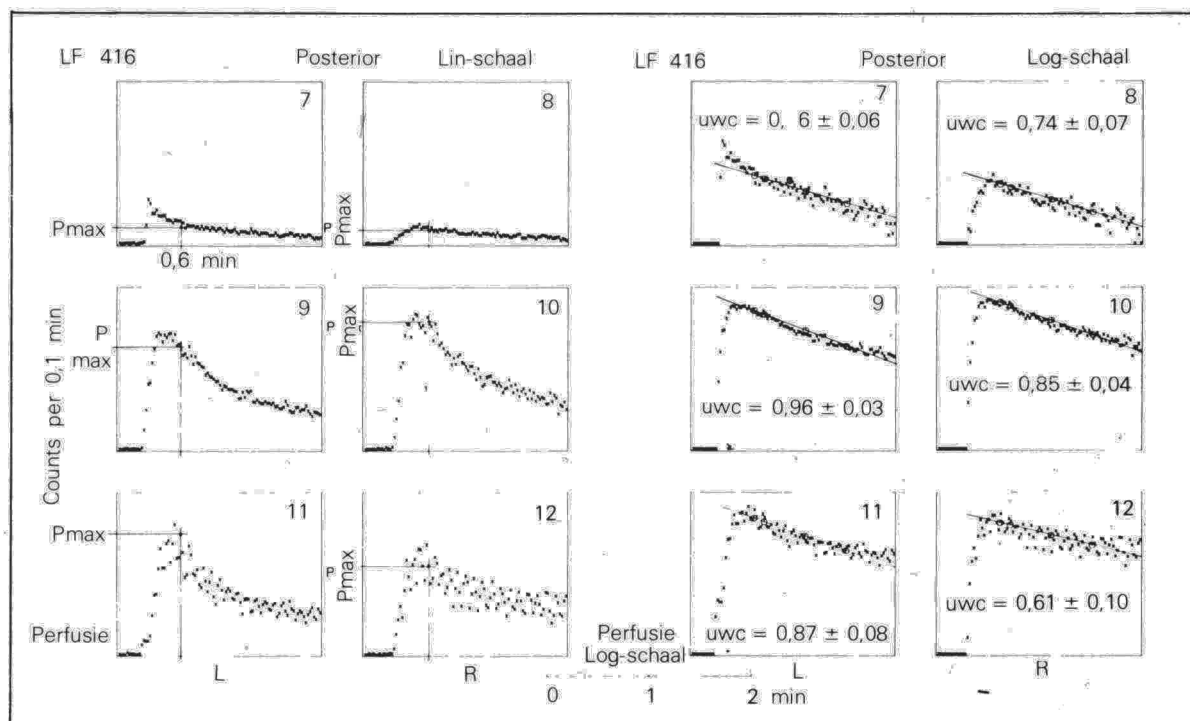 LF 416 Posterior Lin-schaal LF 416 Posterior Log-schaal
7 8 7 8
uwc = 0, 6 ± 0,06 uwc = 0,74 ± 0,07
Pmax P Pmax
0,6 min
Counts per 0,1 min
9 10 9 10
P max P Pmax
uwc = 0,96 ± 0,03 uwc = 0,85 ± 0,04
11 12 11 12
Pmax P Pmax
uwc = 0,87 ± 0,08 uwc = 0,61 ± 0,10
Perfusie Perfusie
Log-schaal
L R L R
0 1 2 min